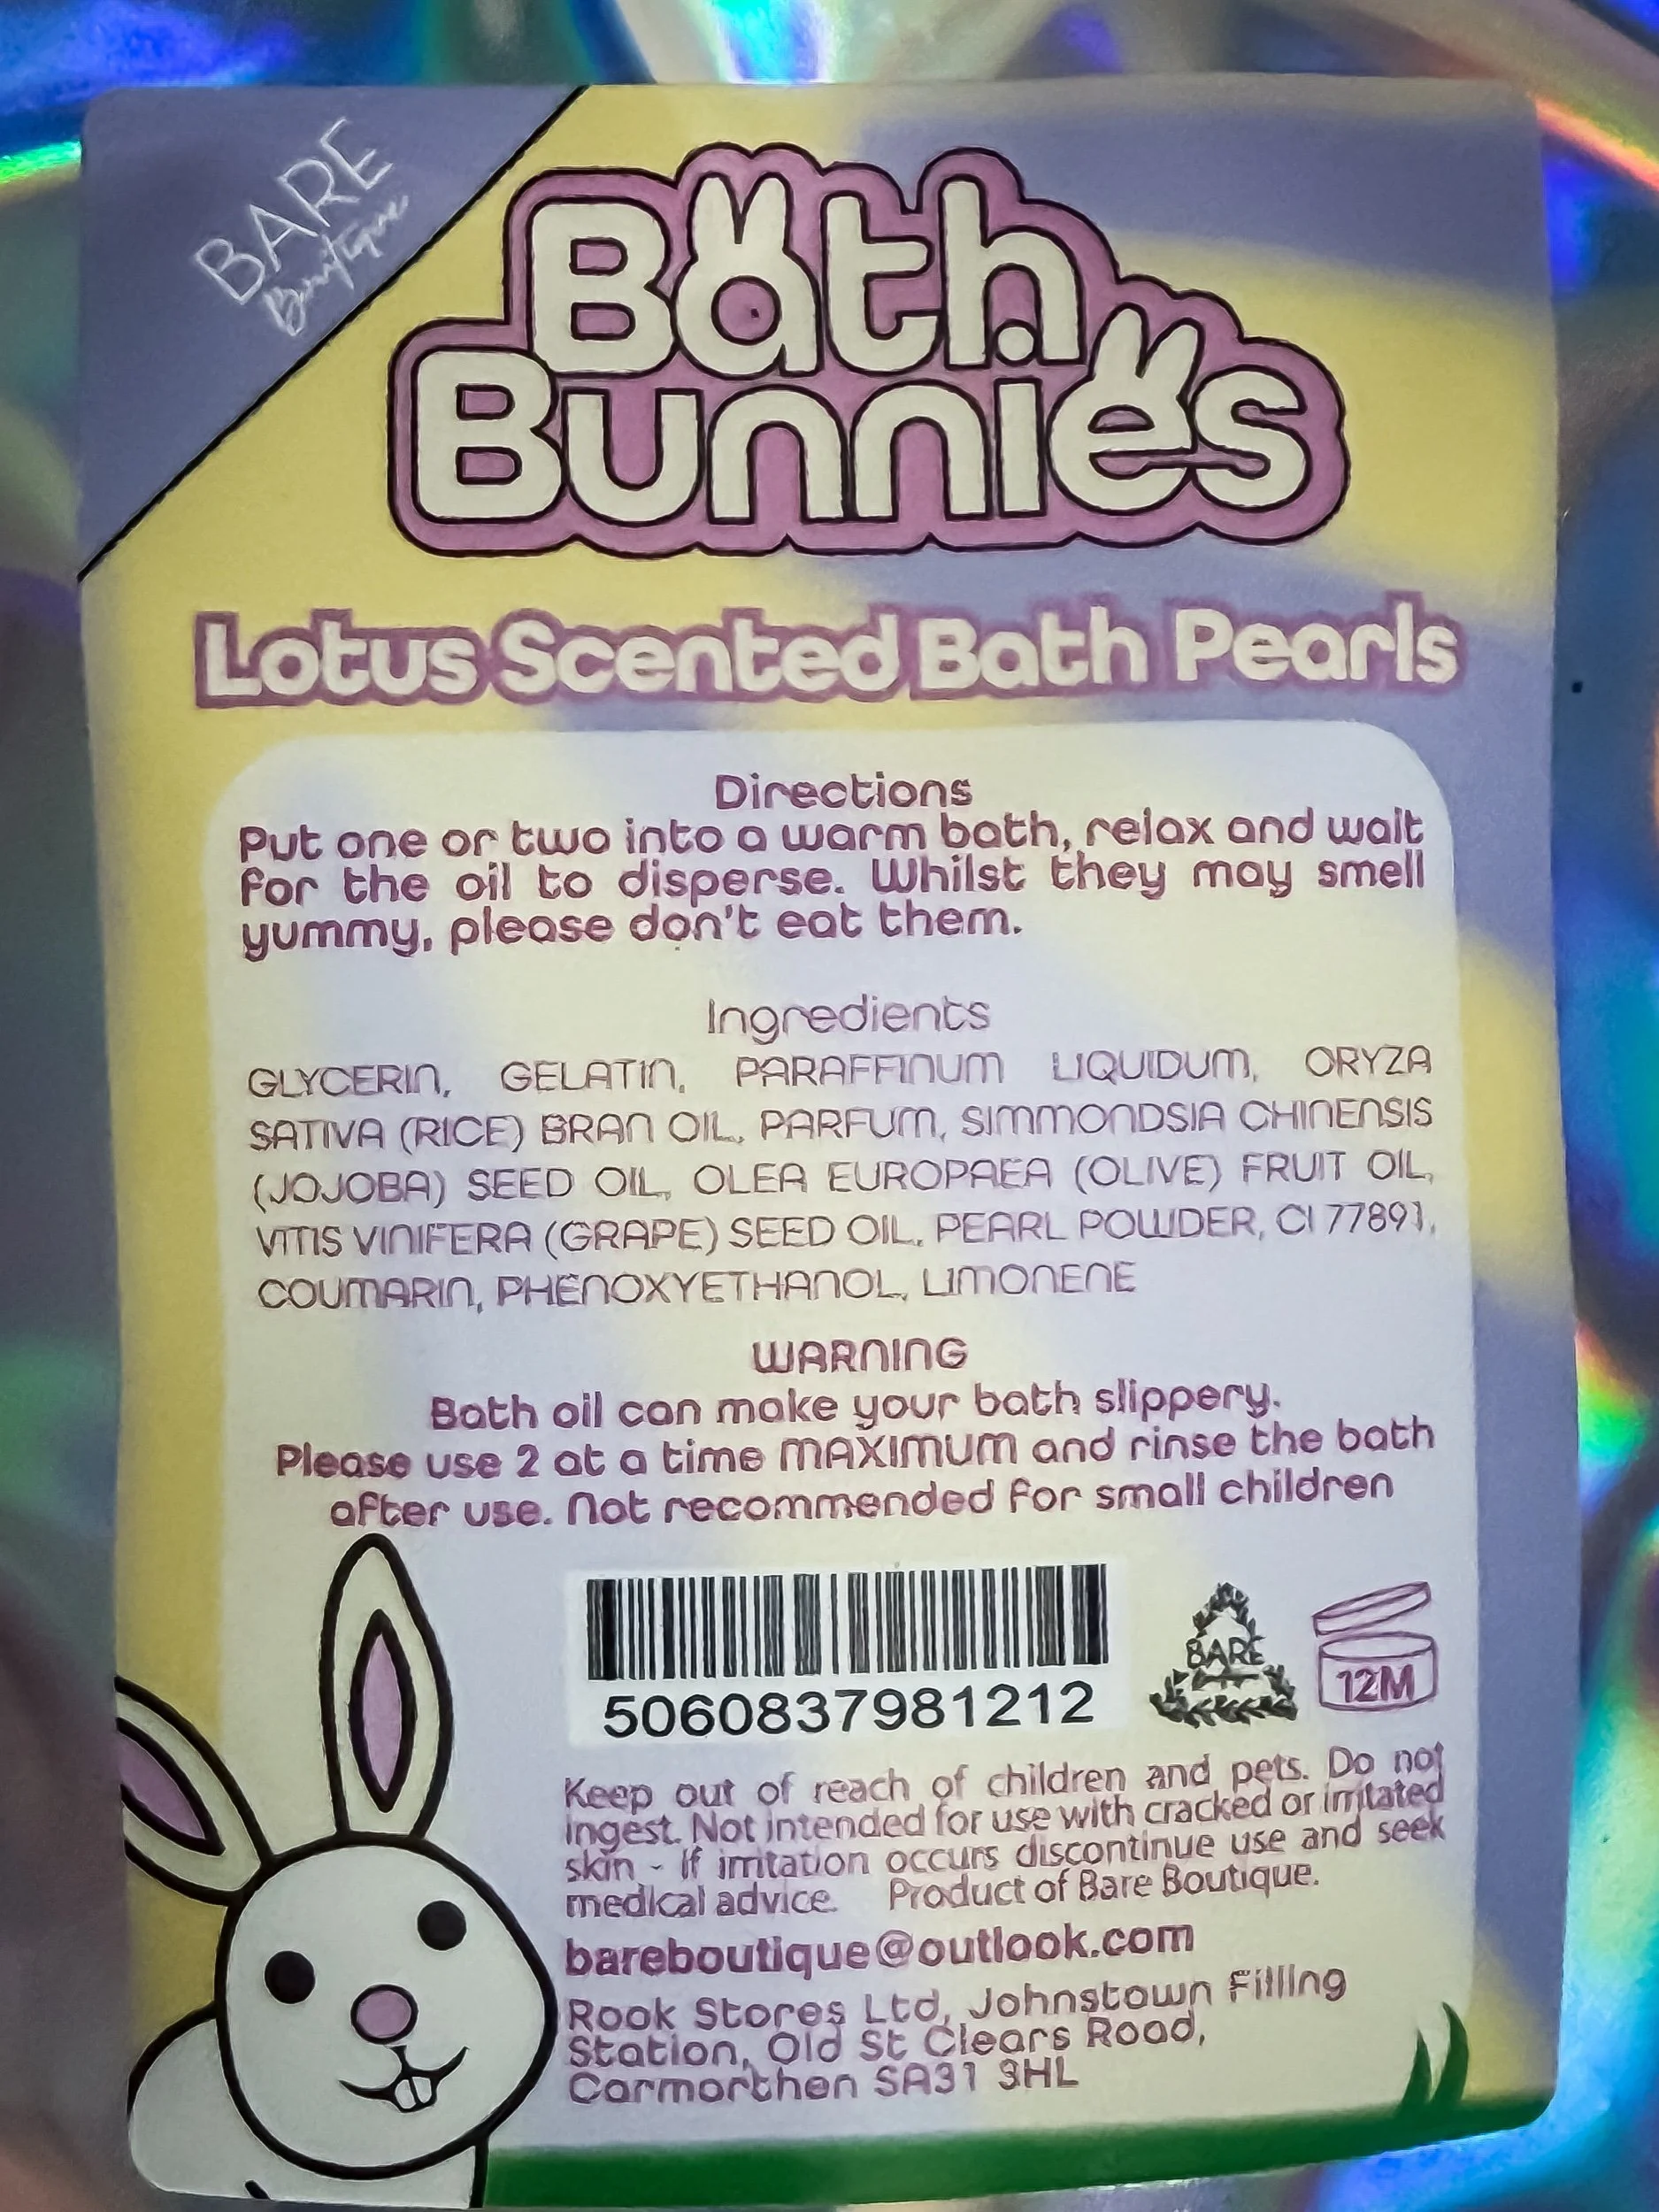 BARE
Boutique
Bath
Bunnies
Lotus Scented Bath Pearls
Directions
Put one or two into a warm bath, relax and wait
for the oil to disperse. Whilst they may smell
yummy, please don't eat them.
Ingredients
GLYCERIN, GELATIN, PARAFFINUM LIQUIDUM, ORYZA
SATIVA (RICE) BRAN OIL, PARFUM, SIMMONDSIA CHINENSIS
(JOJOBA) SEED OIL, OLEA EUROPAEA (OLIVE) FRUIT OIL,
VITIS VINIFERA (GRAPE) SEED OIL, PEARL POWDER, CI 77891,
COUMARIN, PHENOXYETHANOL, LIMONENE
WARNING
Bath oil can make your bath slippery.
Please use 2 at a time MAXIMUM and rinse the bath
after use. Not recommended for small children
5060837981212
BARE
12M
Keep out of reach of children and pets. Do not
ingest. Not intended for use with cracked or irritated
skin - If irritation occurs discontinue use and seek
medical advice. Product of Bare Boutique.
bareboutique@outlook.com
Rook Stores Ltd, Johnstown Filling
Station, Old St Clears Road,
Carmarthen SA31 3HL